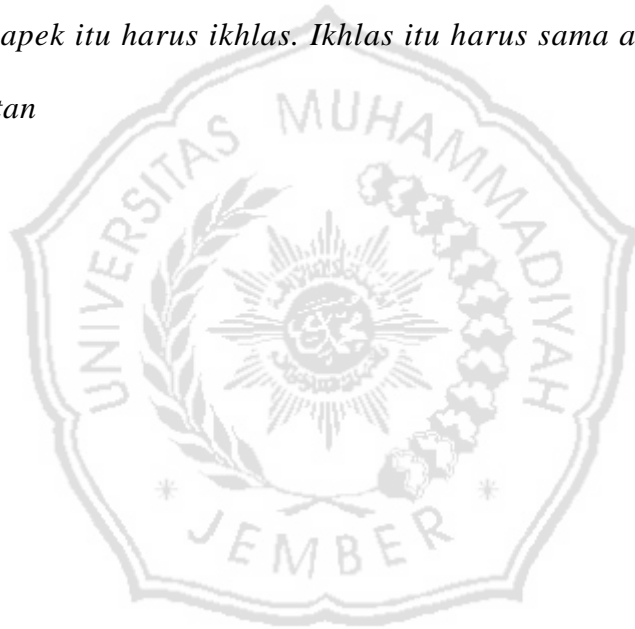 apek itu harus ikhlas. Ikhlas itu harus sama a
tan
UNIVERSITAS MUHAMMADIYAH
* JEMBER *